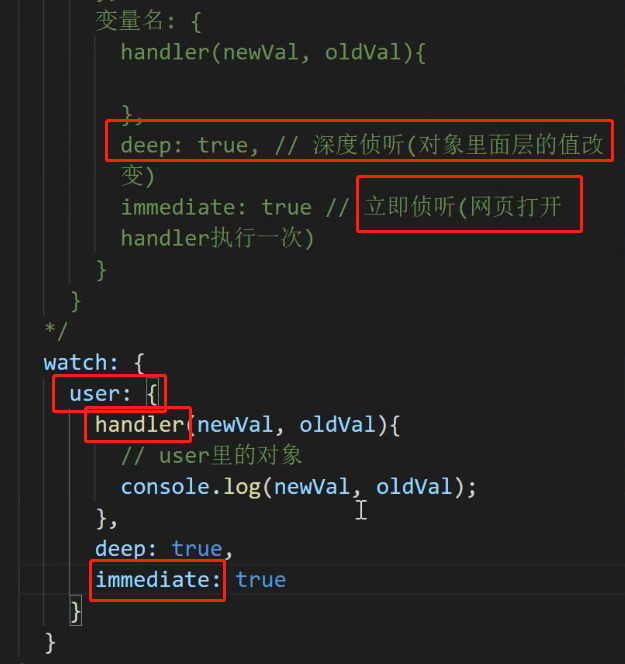 变量名: {
handler(newVal, oldVal){
},
deep: true, // 深度侦听(对象里面层的值改
变)
immediate: true // 立即侦听(网页打开
handler执行一次)
}
}
*/
watch: {
user: {
handler(newVal, oldVal){
// user里的对象
console.log(newVal, oldVal);
},
deep: true,
immediate: true
}
}